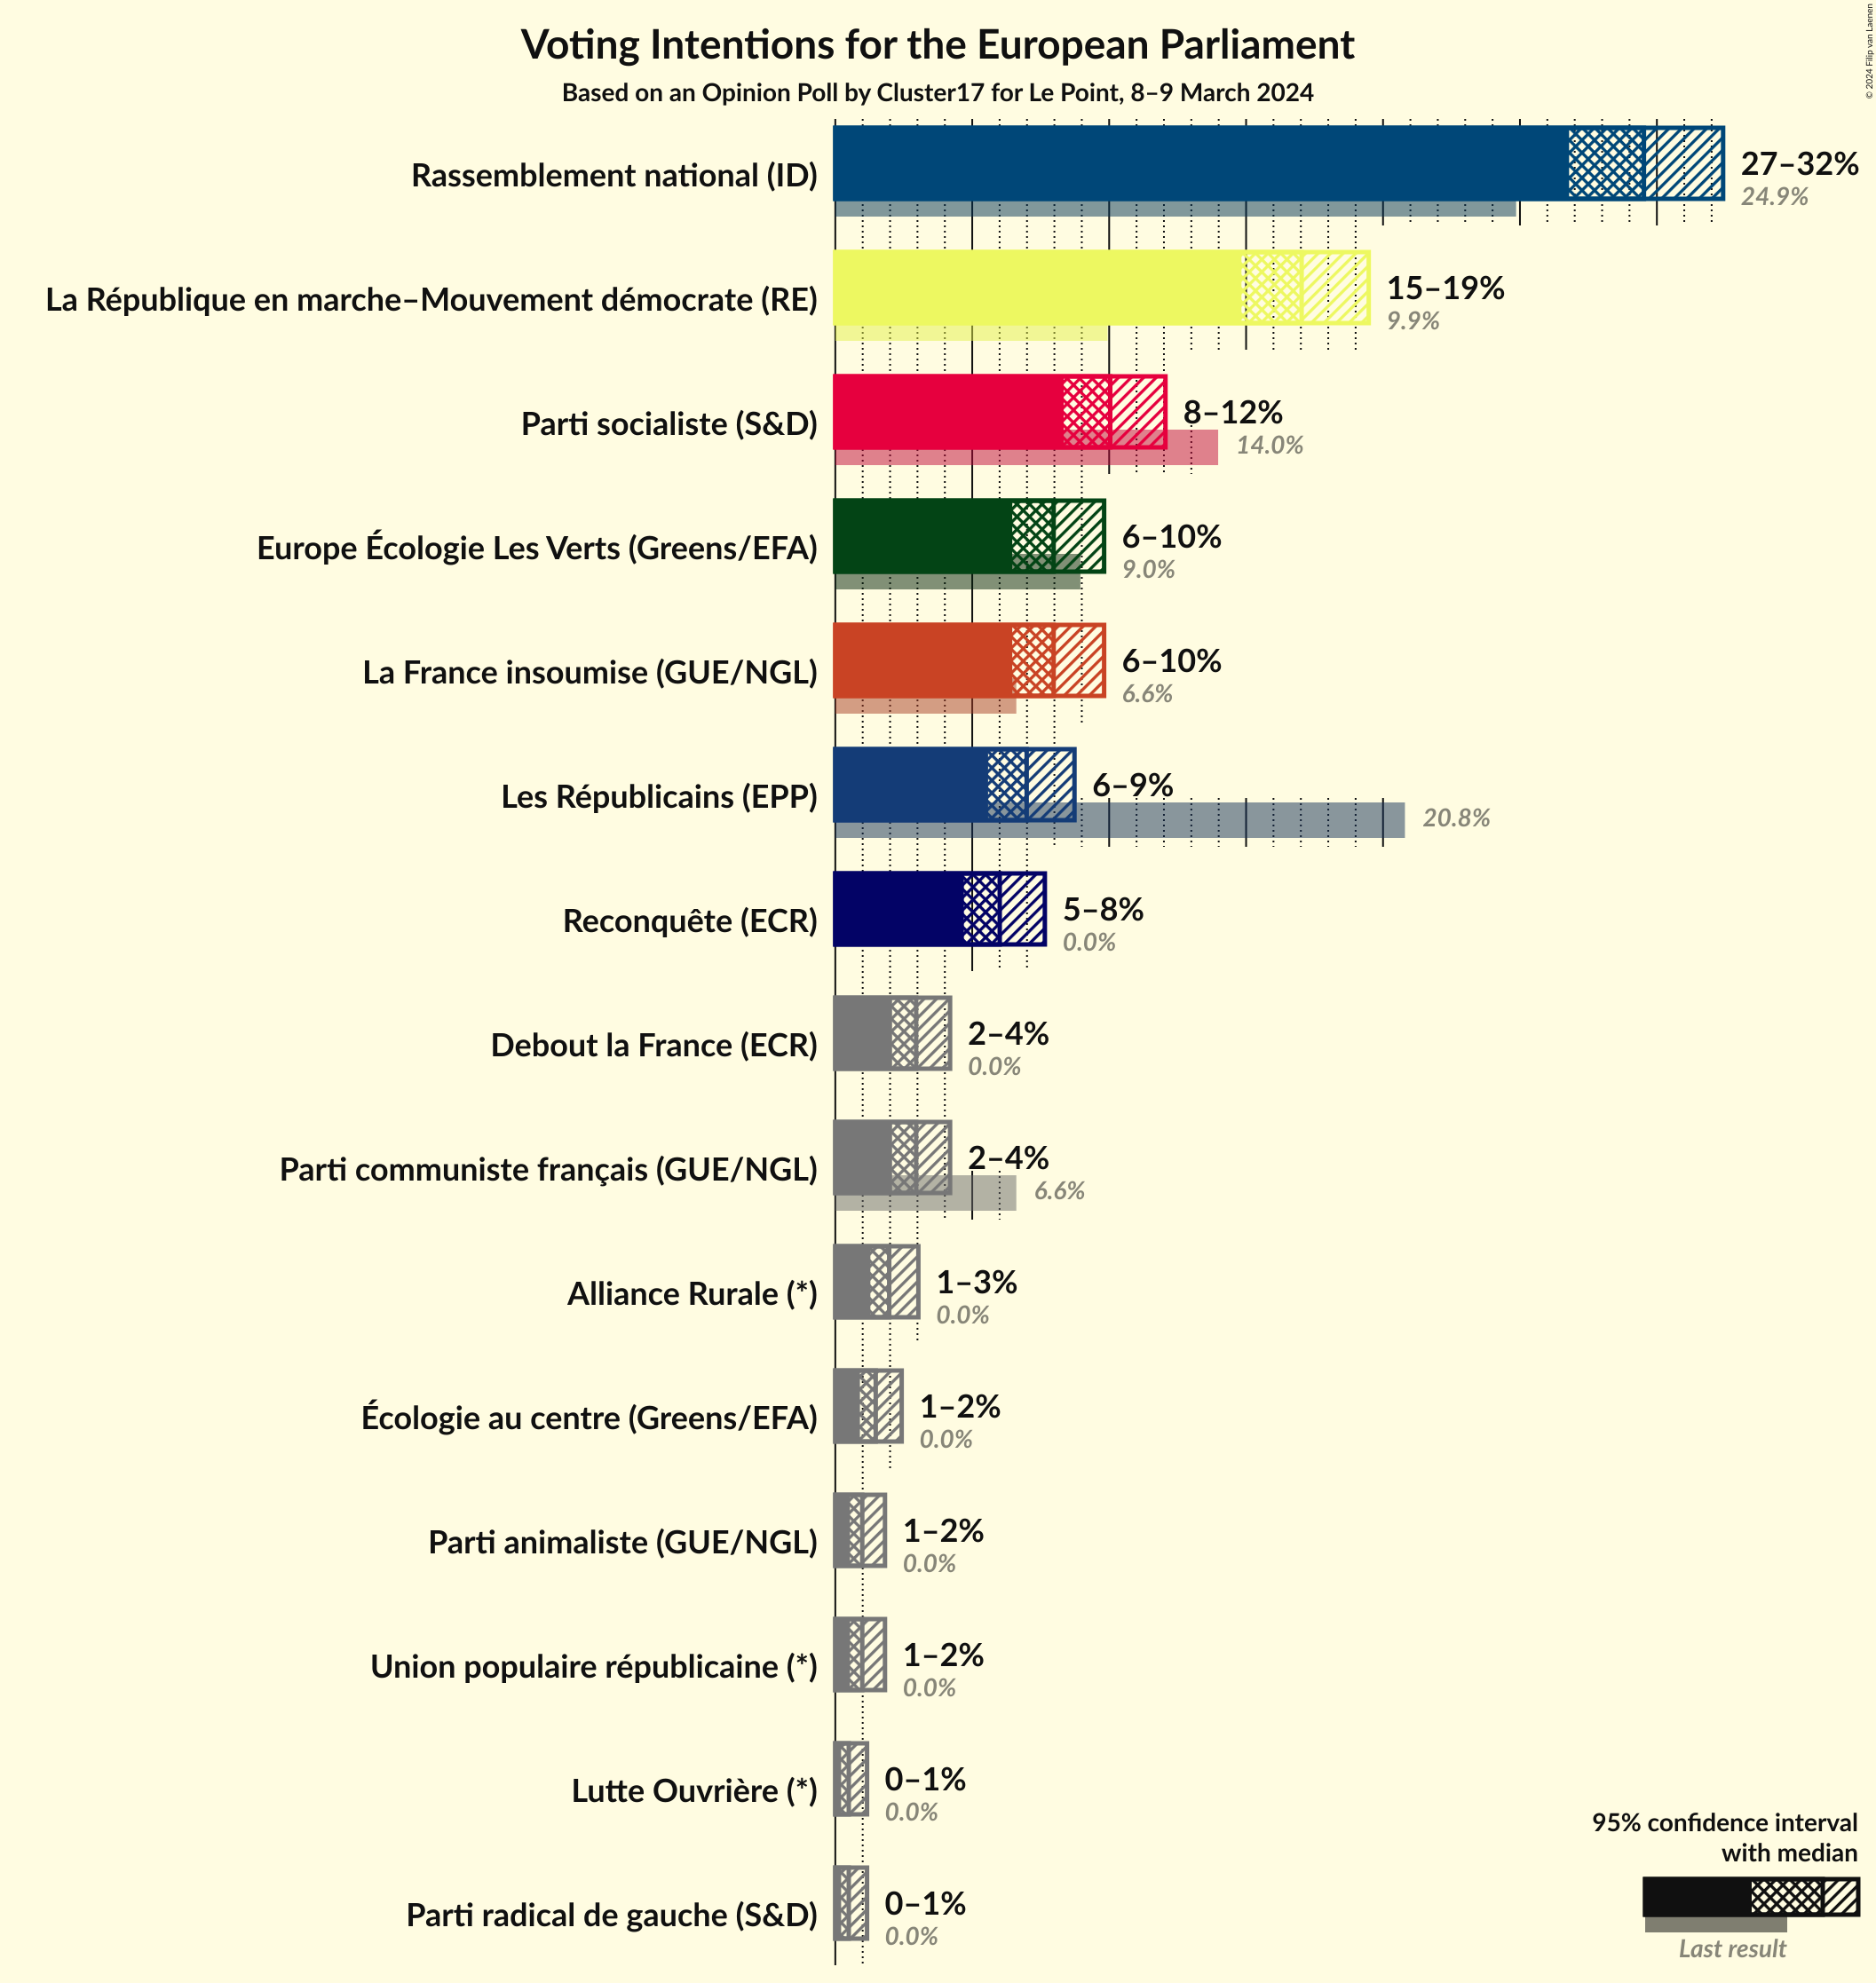 Voting Intentions for the European Parliament
Based on an Opinion Poll by Cluster17 for Le Point, 8–9 March 2024
© 2024 Filip van Laenen
Rassemblement national (ID)
27–32%
24.9%
La République en marche–Mouvement démocrate (RE)
15–19%
9.9%
Parti socialiste (S&D)
8–12%
14.0%
Europe Écologie Les Verts (Greens/EFA)
6–10%
9.0%
La France insoumise (GUE/NGL)
6–10%
6.6%
Les Républicains (EPP)
6–9%
20.8%
Reconquête (ECR)
5–8%
0.0%
Debout la France (ECR)
2–4%
0.0%
Parti communiste français (GUE/NGL)
2–4%
6.6%
Alliance Rurale (*)
1–3%
0.0%
Écologie au centre (Greens/EFA)
1–2%
0.0%
Parti animaliste (GUE/NGL)
1–2%
0.0%
Union populaire républicaine (*)
1–2%
0.0%
Lutte Ouvrière (*)
0–1%
0.0%
Parti radical de gauche (S&D)
0–1%
0.0%
95% confidence interval
with median
Last result